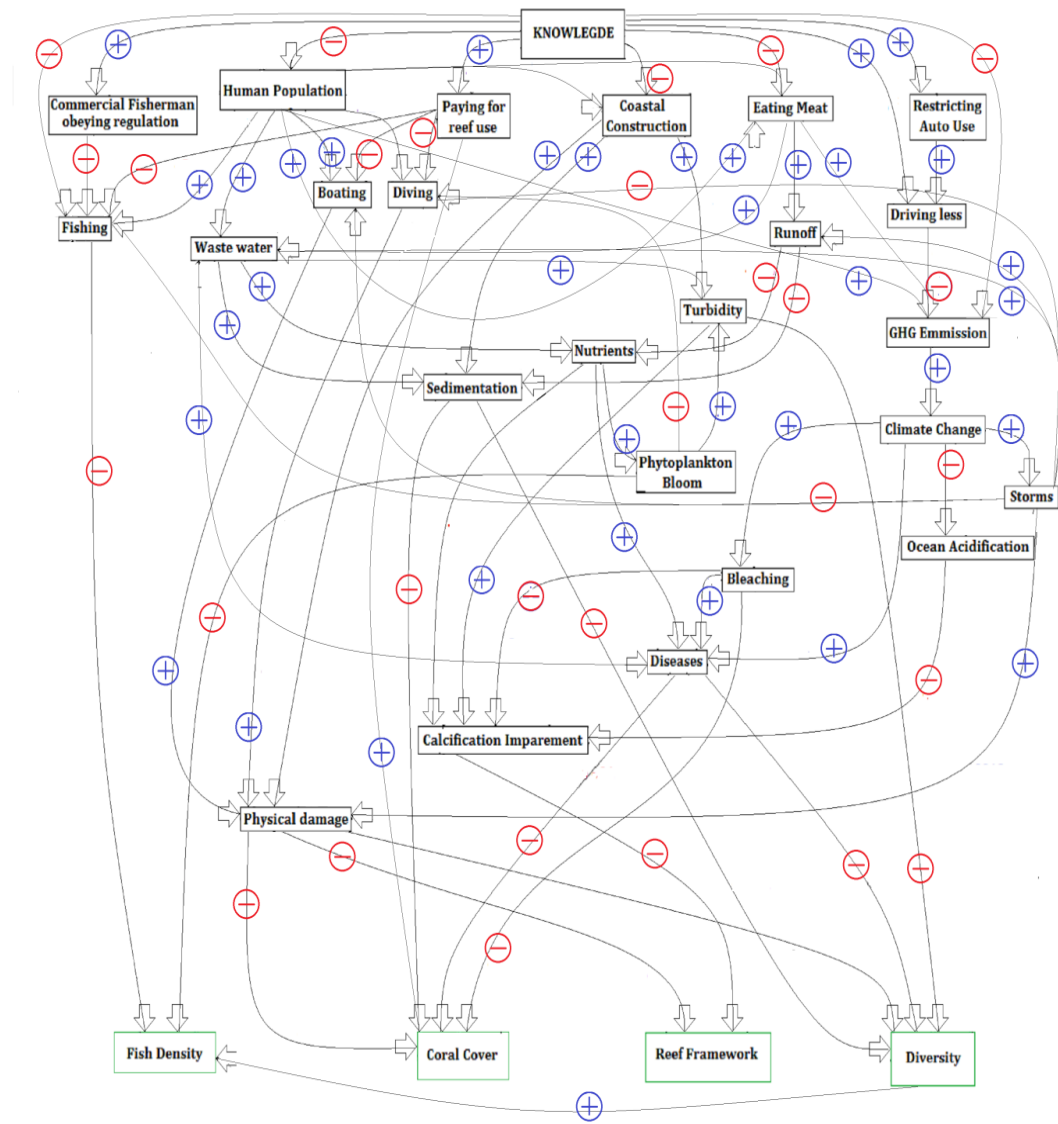 KNOWLEGDE
Human Population
Commercial Fisherman
obeying regulation
Paying for
reef use
Coastal
Construction
Eating Meat
Restricting
Auto Use
Boating
Diving
Fishing
Driving less
Waste water
Runoff
Turbidity
GHG Emmission
Nutrients
Sedimentation
Climate Change
Phytoplankton
Bloom
Storms
Ocean Acidification
Bleaching
Diseases
Calcification Imparement
Physical damage
Fish Density
Coral Cover
Reef Framework
Diversity